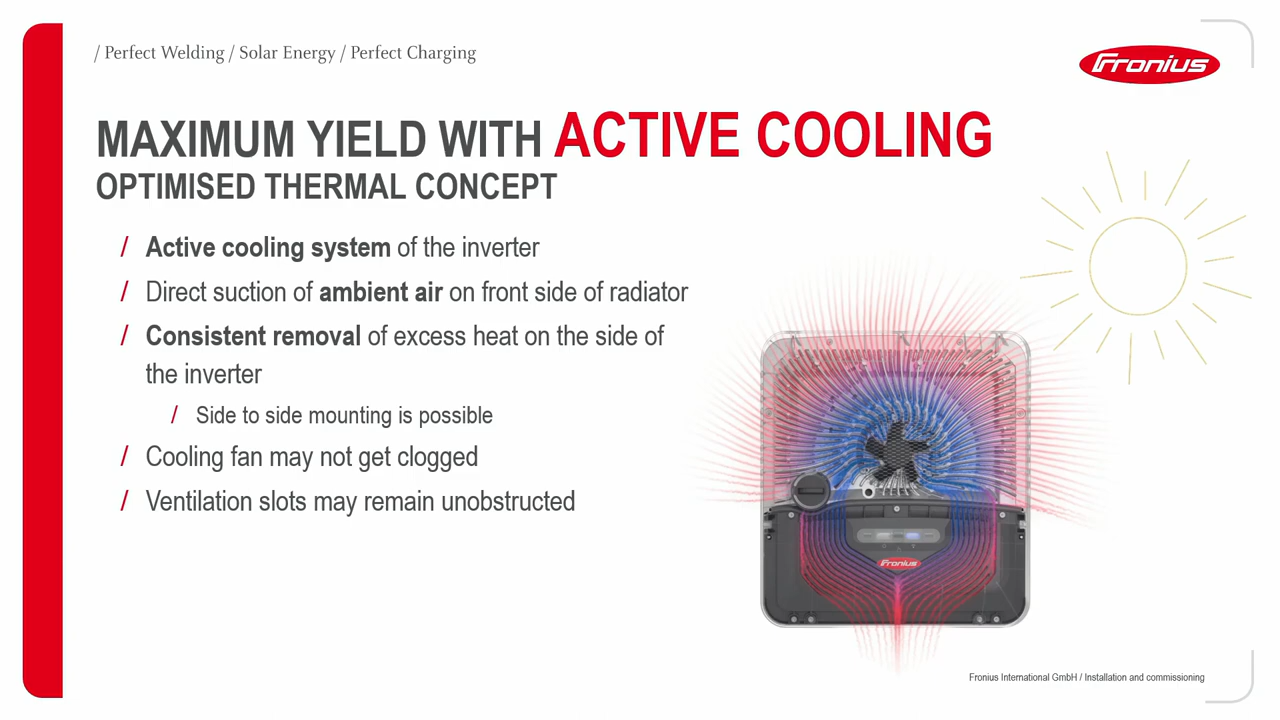 / Perfect Welding / Solar Energy / Perfect Charging
Fronius
MAXIMUM YIELD WITH ACTIVE COOLING
OPTIMISED THERMAL CONCEPT
/ Active cooling system of the inverter
/ Direct suction of ambient air on front side of radiator
/ Consistent removal of excess heat on the side of
the inverter
/ Side to side mounting is possible
/ Cooling fan may not get clogged
/ Ventilation slots may remain unobstructed
Fronius
Fronius International GmbH / Installation and commissioning